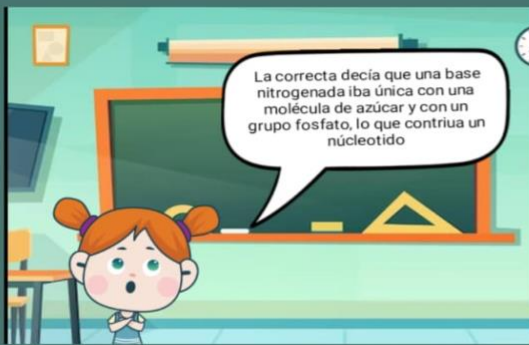 La correcta decía que una base
nitrogenada iba única con una
molécula de azúcar y con un
grupo fosfato, lo que contriua un
núcleotido